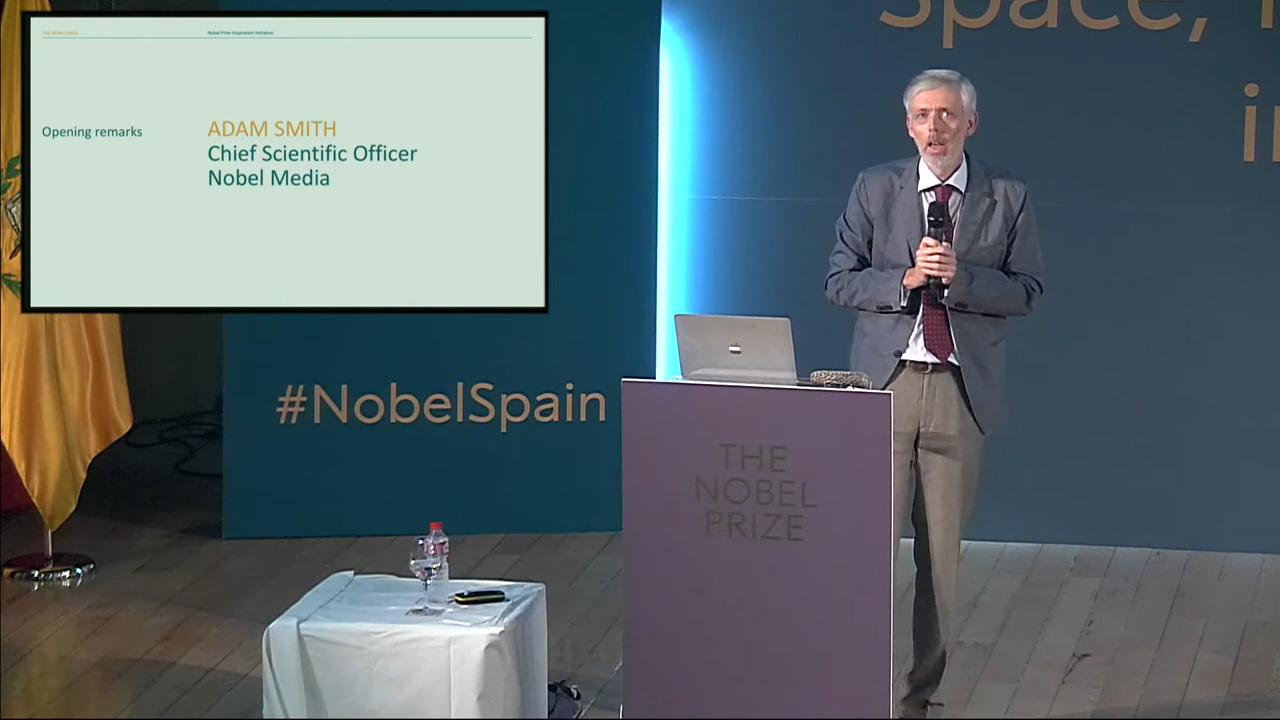 Nobel Prize Inspiration Initiative
Opening remarks
ADAM SMITH
Chief Scientific Officer
Nobel Media
Space,
#NobelSpain
THE
NOBEL
PRIZE